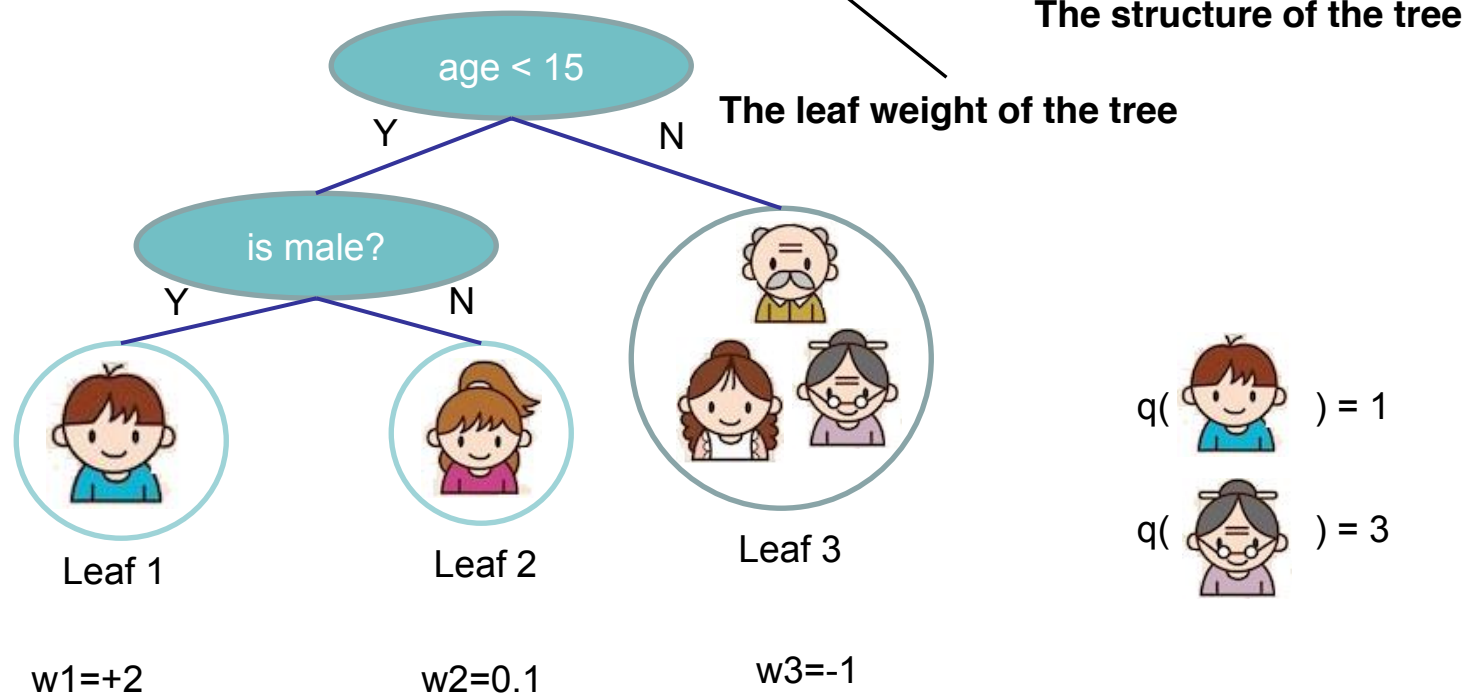 The structure of the tree
age < 15
The leaf weight of the tree
Y
N
is male?
Y
N
q( ) = 1
q( ) = 3
Leaf 1
Leaf 2
Leaf 3
w1=+2
w2=0.1
w3=-1